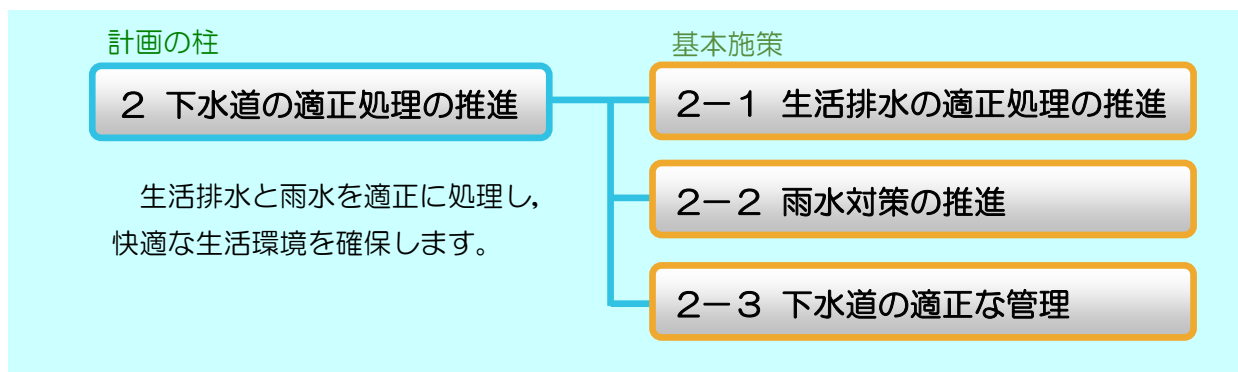 計画の柱
２ 下水道の適正処理の推進
生活排水と雨水を適正に処理し，
快適な生活環境を確保します。
基本施策
２－１ 生活排水の適正処理の推進
２－２ 雨水対策の推進
２－３ 下水道の適正な管理